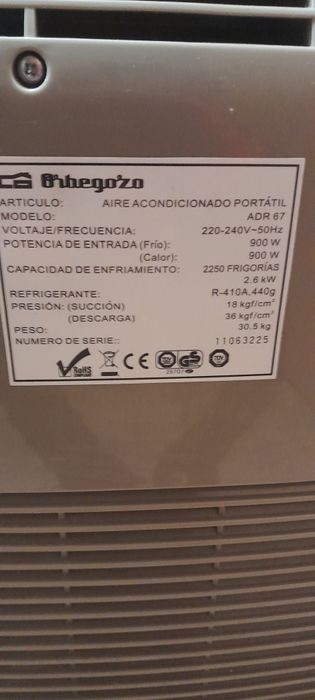 Orbegozo
ARTICULO: AIRE ACONDICIONADO PORTÁTIL
MODELO: ADR 67
VOLTAJE/FRECUENCIA: 220-240V~50Hz
POTENCIA DE ENTRADA (Frío): 900 W
(Calor): 900 W
CAPACIDAD DE ENFRIAMIENTO: 2250 FRIGORÍAS
2.6 kW
REFRIGERANTE: R-410A,440g
PRESIÓN: (SUCCIÓN) 18 kgf/cm²
(DESCARGA) 36 kgf/cm²
PESO: 30.5 kg
NUMERO DE SERIE:: 11063225
RoHS CE GS